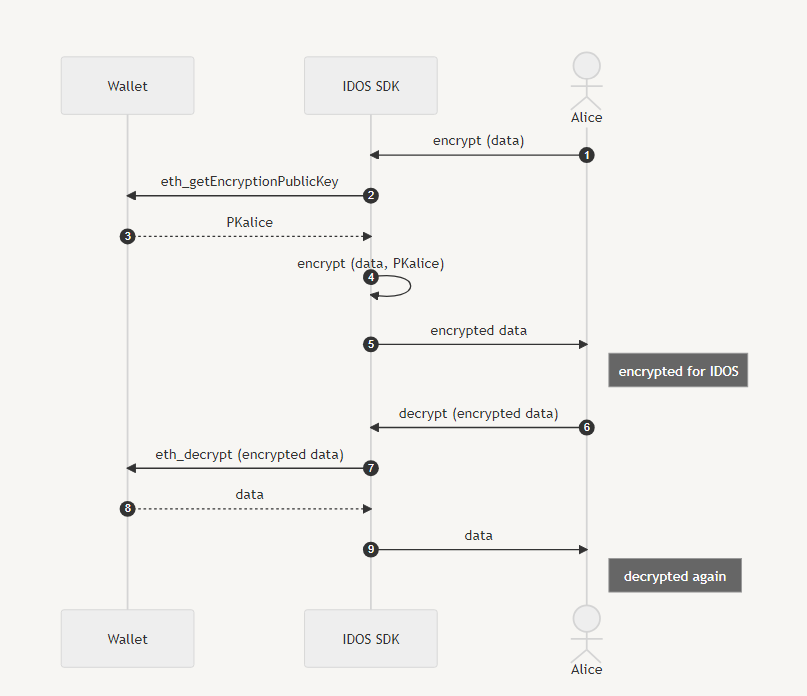 Wallet
IDOS SDK
Alice
encrypt (data)
1
eth_getEncryptionPublicKey
2
PKalice
3
encrypt (data, PKalice)
4
encrypted data
5
encrypted for IDOS
decrypt (encrypted data)
6
eth_decrypt (encrypted data)
7
data
8
data
9
decrypted again
Wallet
IDOS SDK
Alice